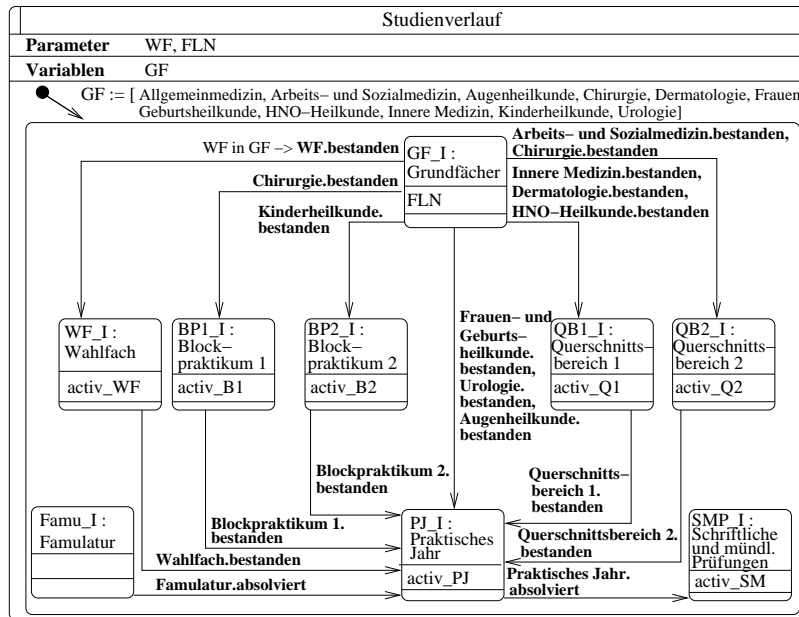 Studienverlauf
Parameter WF, FLN
Variablen GF
GF := [ Allgemeinmedizin, Arbeits− und Sozialmedizin, Augenheilkunde, Chirurgie, Dermatologie, Frauen
Geburtsheilkunde, HNO−Heilkunde, Innere Medizin, Kinderheilkunde, Urologie]
WF in GF −> WF.bestanden
Chirurgie.bestanden
Kinderheilkunde.
bestanden
GF_I :
Grundfächer
FLN
Arbeits− und Sozialmedizin.bestanden,
Chirurgie.bestanden
Innere Medizin.bestanden,
Dermatologie.bestanden,
HNO−Heilkunde.bestanden
WF_I :
Wahlfach
activ_WF
BP1_I :
Block−
praktikum 1
activ_B1
BP2_I :
Block−
praktikum 2
activ_B2
Frauen− und
Geburts−
heilkunde.
bestanden,
Urologie.
bestanden,
Augenheilkunde.
bestanden
QB1_I :
Querschnitts−
bereich 1
activ_Q1
QB2_I :
Querschnitts−
bereich 2
activ_Q2
Blockpraktikum 2.
bestanden
Querschnitts−
bereich 1.
bestanden
Famu_I :
Famulatur
Blockpraktikum 1.
bestanden
Wahlfach.bestanden
Famulatur.absolviert
PJ_I :
Praktisches
Jahr
activ_PJ
Querschnittsbereich 2.
bestanden
Praktisches Jahr.
absolviert
SMP_I :
Schriftliche
und mündl.
Prüfungen
activ_SM